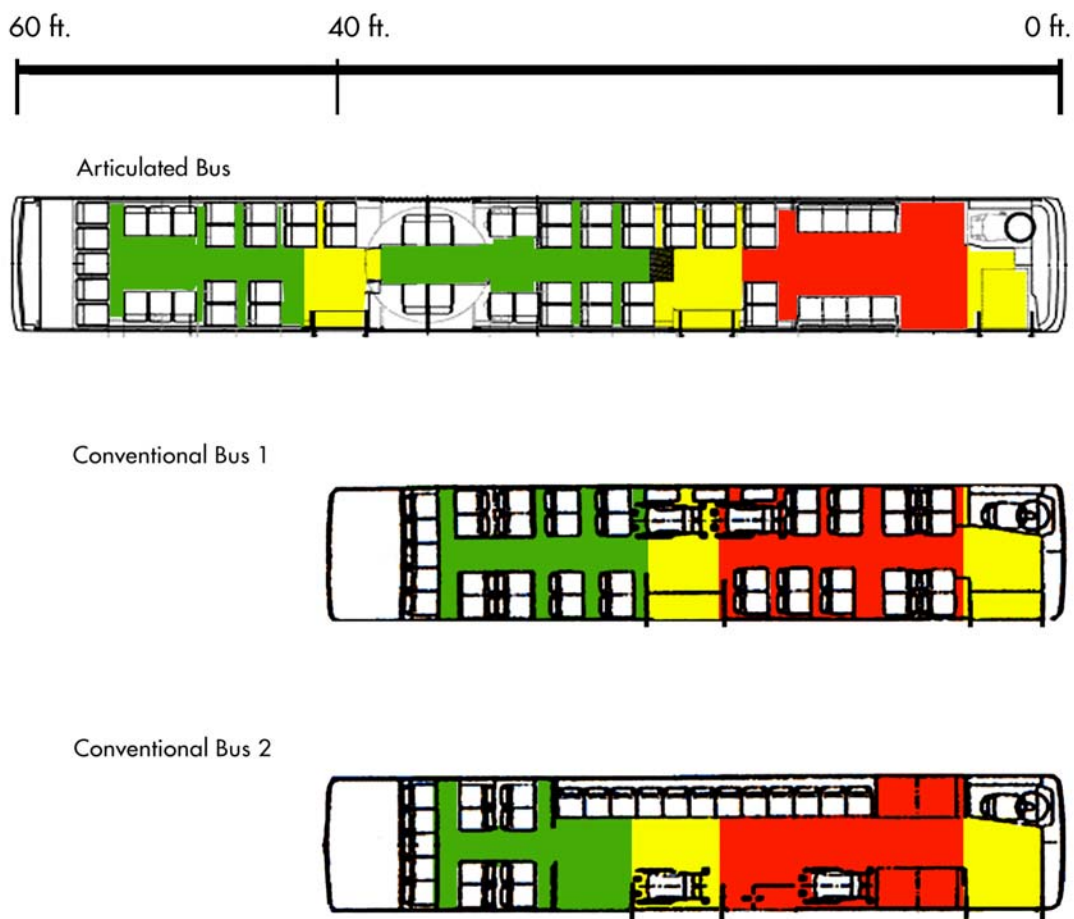 60 ft. 40 ft. 0 ft.
Articulated Bus
Conventional Bus 1
Conventional Bus 2